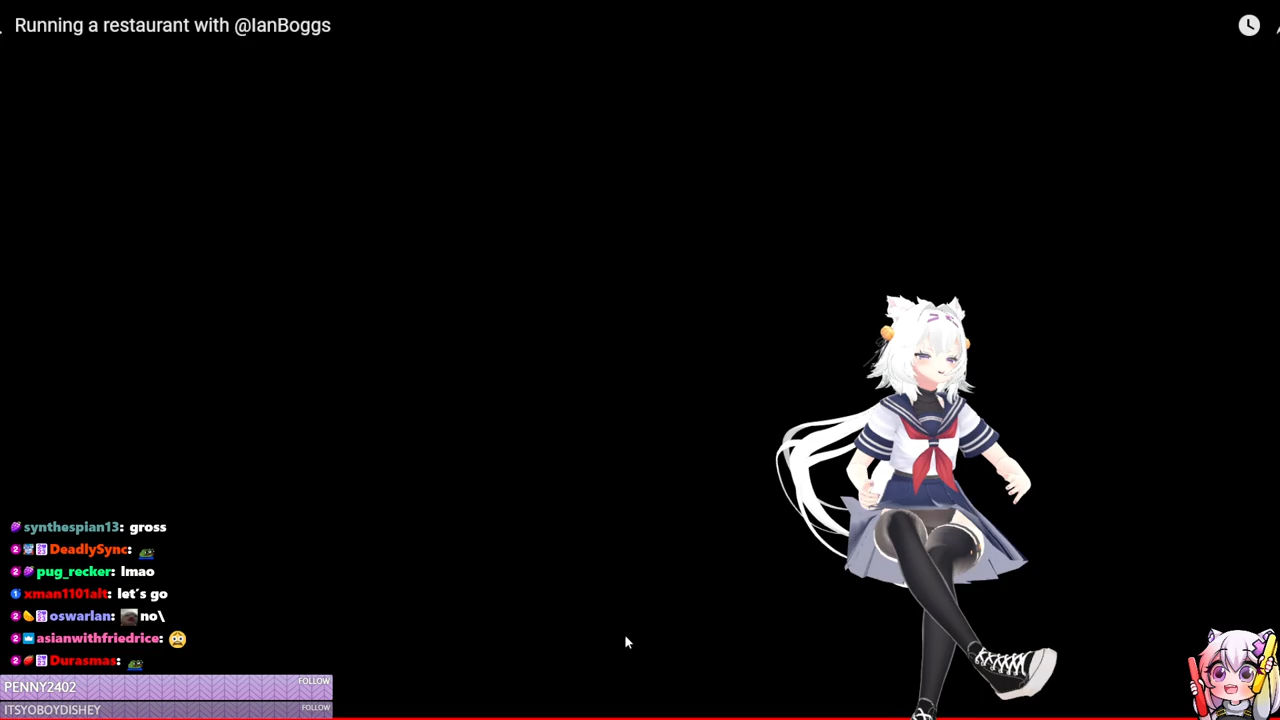 Running a restaurant with @IanBoggs
synthespian13: gross
DeadlySync:
pug_recker: lmao
xman1101alt: let's go
oswarlan: no\
asianwithfriedrice:
Durasmas:
PENNY2402 FOLLOW
ITSYOBOYDISHEY FOLLOW